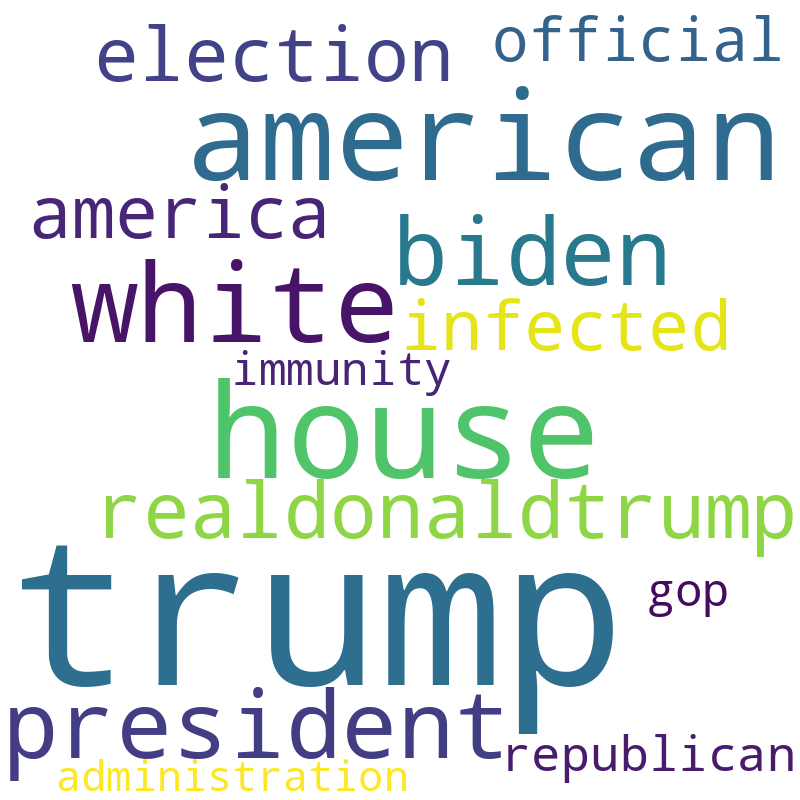 election
official
american
america
biden
white
infected
immunity
house
realdonaldtrump
trump
gop
president
republican
administration